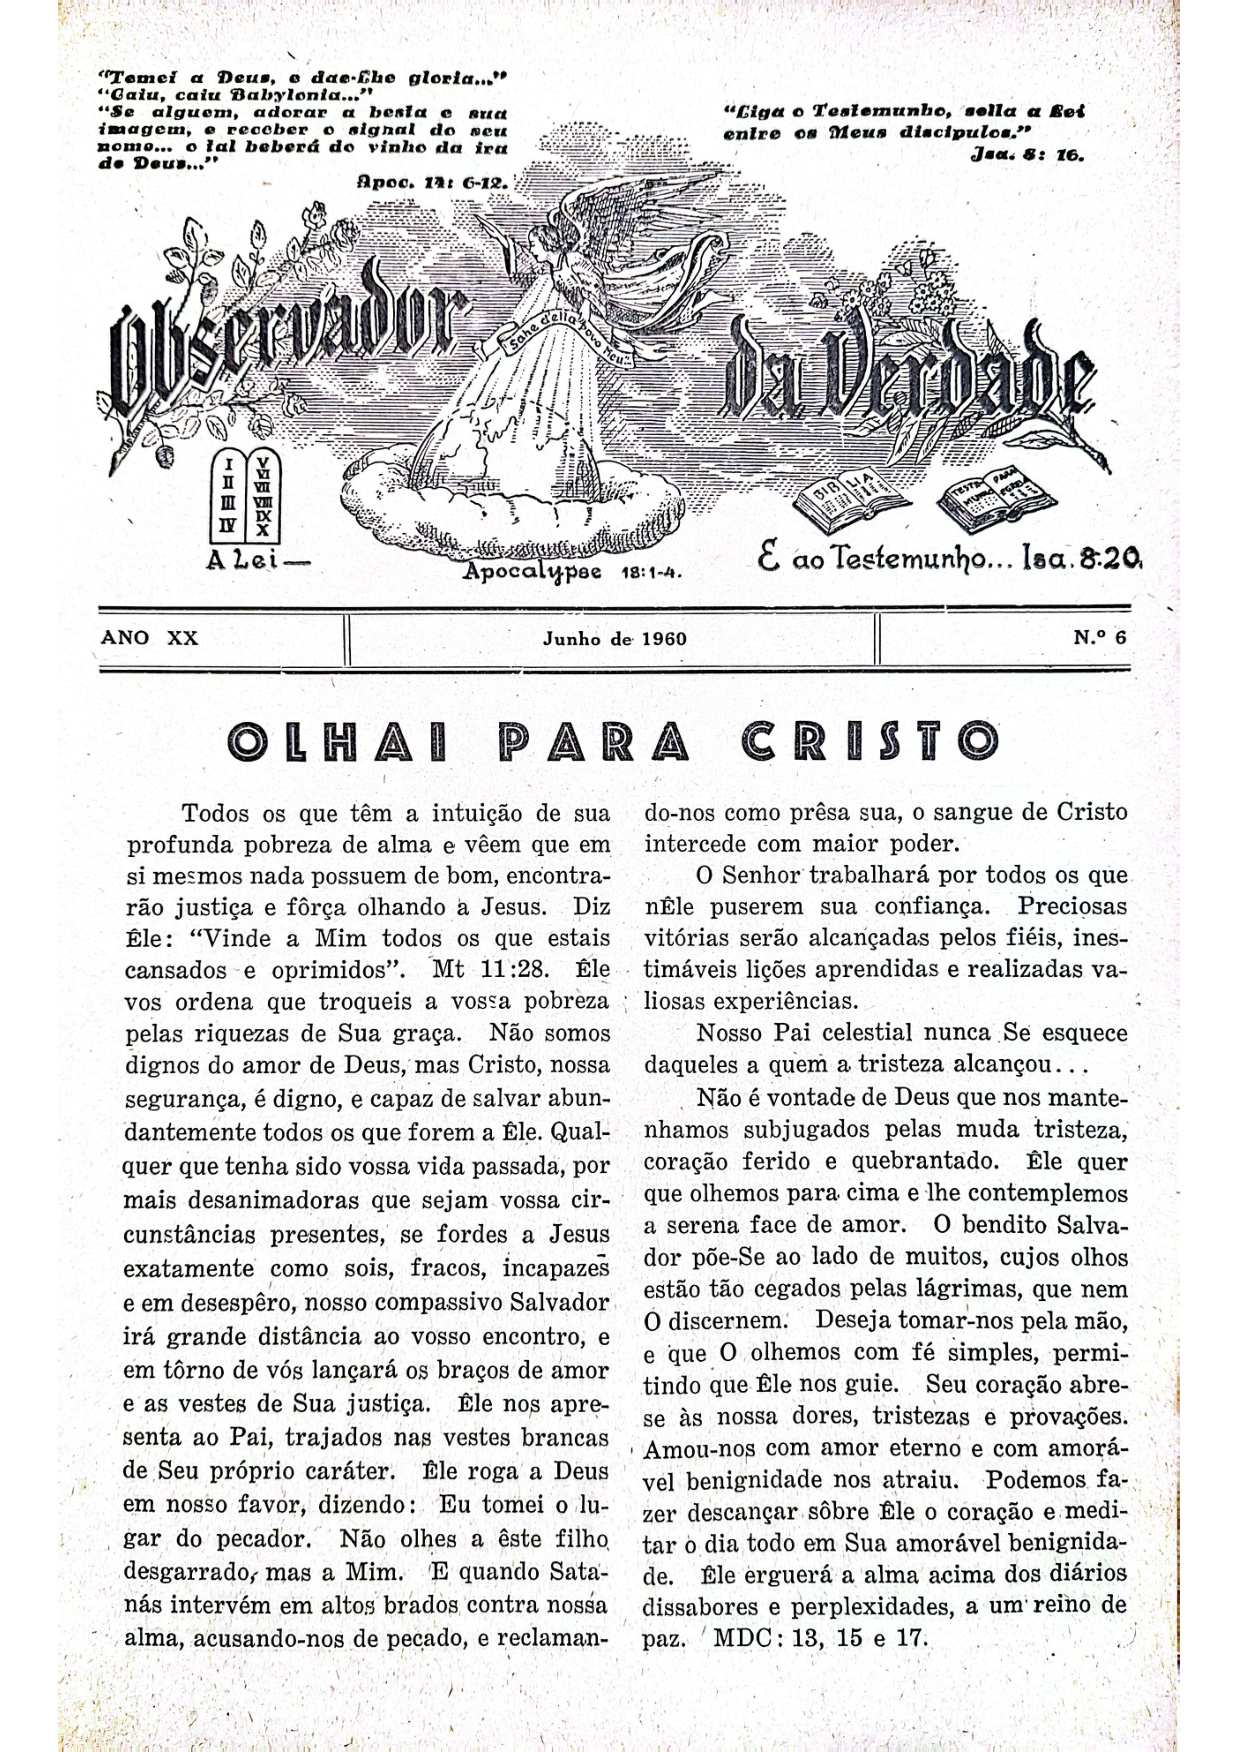 "Temei a Deus, e dae-Lhe gloria..."
"Caiu, caiu Babylonia..."
"Se alguem, adorar a besta e sua
imagem, e receber o signal do seu
nome... o tal beberá do vinho da ira
de Deus..."
Apoc. 14: 6-12.
"Liga o Testemunho, sella a Lei
entre os Meus discipulos."
Isa. 8: 16.
Observador da Verdade
Sahe d'ella povo Meu..
I
II
III
IV
V
VI
VII
VIII
IX
X
BIBLIA
A Lei—
Apocalypse 18:1-4.
E ao Testemunho... Isa. 8:20.
ANO XX Junho de 1960 N.º 6
OLHAI PARA CRISTO
Todos os que têm a intuição de sua
profunda pobreza de alma e vêem que em
si mesmos nada possuem de bom, encontra-
rão justiça e fôrça olhando a Jesus. Diz
Êle: "Vinde a Mim todos os que estais
cansados e oprimidos". Mt 11:28. Êle
vos ordena que troqueis a vossa pobreza
pelas riquezas de Sua graça. Não somos
dignos do amor de Deus, mas Cristo, nossa
segurança, é digno, e capaz de salvar abun-
dantemente todos os que forem a Êle. Qual-
quer que tenha sido vossa vida passada, por
mais desanimadoras que sejam vossa cir-
cunstâncias presentes, se fordes a Jesus
exatamente como sois, fracos, incapazes
e em desespêro, nosso compassivo Salvador
irá grande distância ao vosso encontro, e
em tôrno de vós lançará os braços de amor
e as vestes de Sua justiça. Êle nos apre-
senta ao Pai, trajados nas vestes brancas
de Seu próprio caráter. Êle roga a Deus
em nosso favor, dizendo: Eu tomei o lu-
gar do pecador. Não olhes a êste filho
desgarrado, mas a Mim. E quando Sata-
nás intervém em altos brados contra nossa
alma, acusando-nos de pecado, e reclaman-
do-nos como prêsa sua, o sangue de Cristo
intercede com maior poder.
O Senhor trabalhará por todos os que
nÊle puserem sua confiança. Preciosas
vitórias serão alcançadas pelos fiéis, ines-
timáveis lições aprendidas e realizadas va-
liosas experiências.
Nosso Pai celestial nunca Se esquece
daqueles a quem a tristeza alcançou...
Não é vontade de Deus que nos mante-
nhamos subjugados pelas muda tristeza,
coração ferido e quebrantado. Êle quer
que olhemos para cima e lhe contemplemos
a serena face de amor. O bendito Salva-
dor põe-Se ao lado de muitos, cujos olhos
estão tão cegados pelas lágrimas, que nem
O discernem. Deseja tomar-nos pela mão,
e que O olhemos com fé simples, permi-
tindo que Êle nos guie. Seu coração abre-
se às nossa dores, tristezas e provações.
Amou-nos com amor eterno e com amorá-
vel benignidade nos atraiu. Podemos fa-
zer descançar sôbre Êle o coração e medi-
tar o dia todo em Sua amorável benignida-
de. Êle erguerá a alma acima dos diários
dissabores e perplexidades, a um reino de
paz. MDC: 13, 15 e 17.